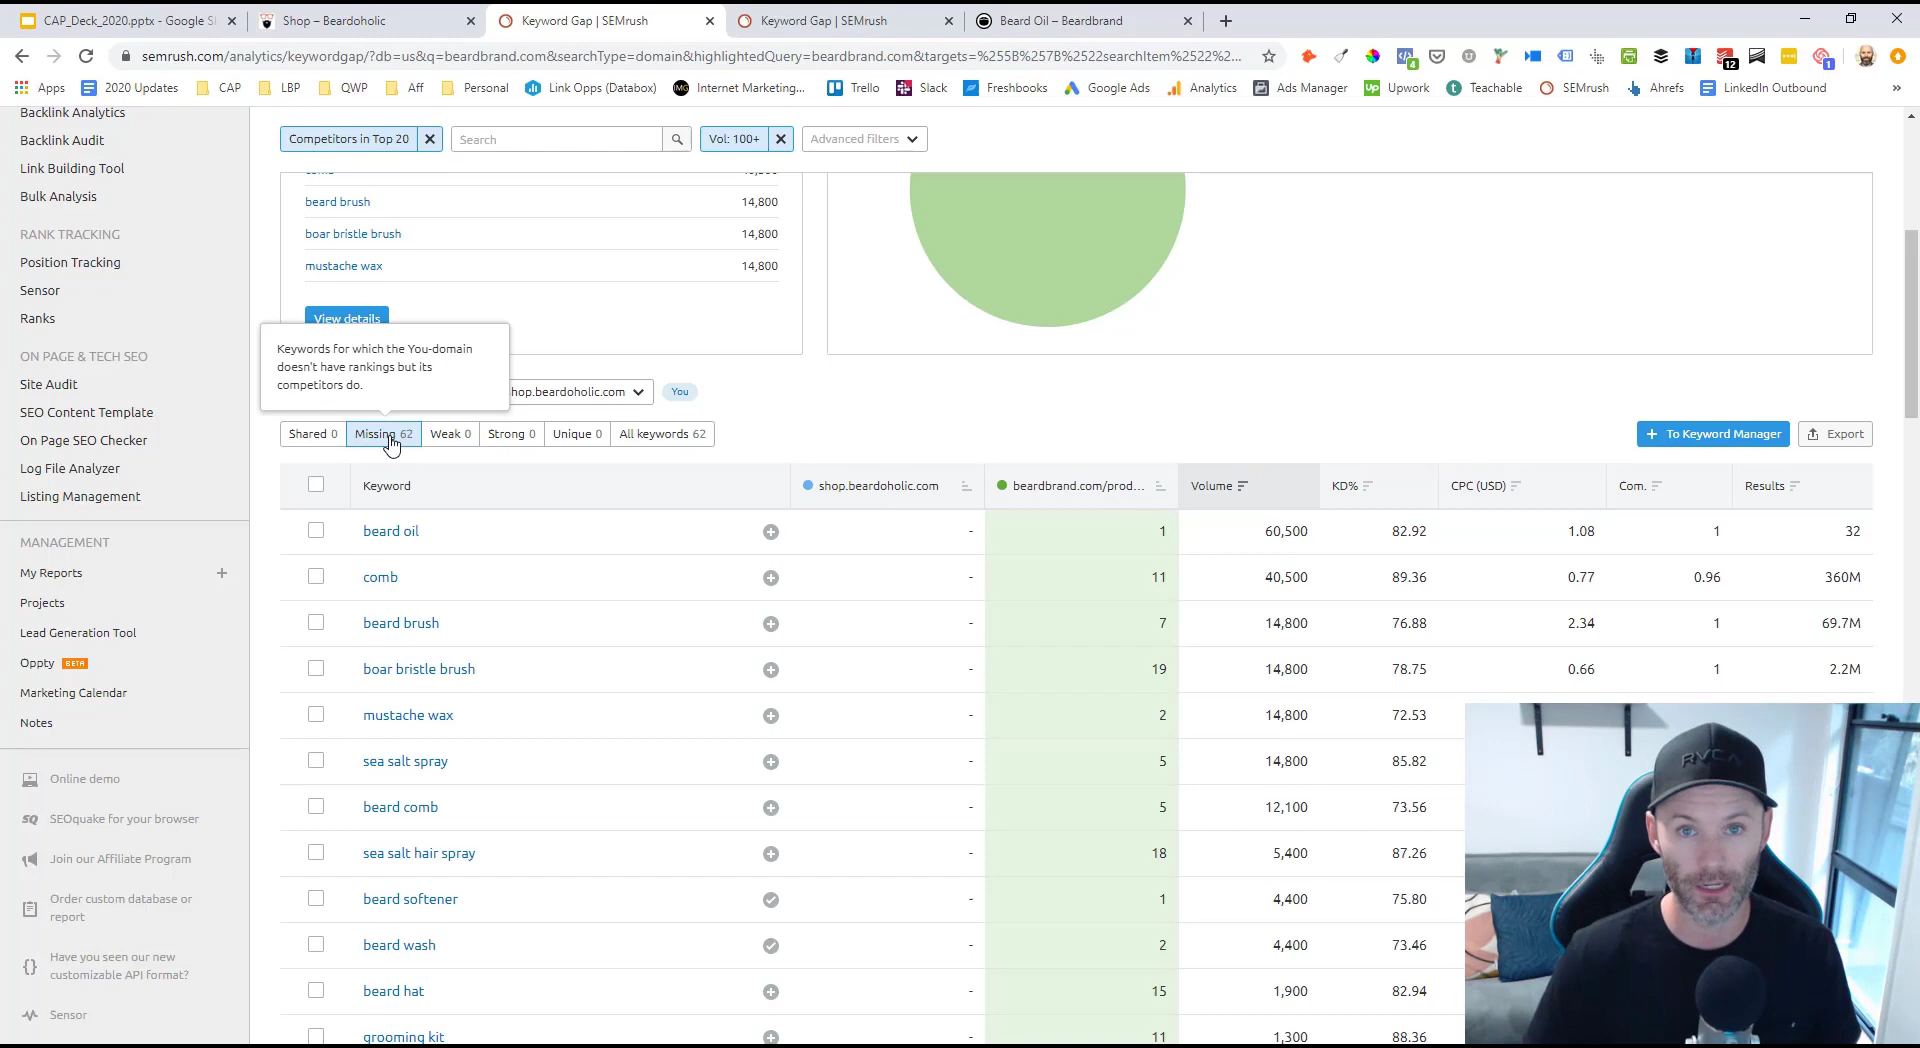 CAP_Deck_2020.pptx - Google Sl
Shop – Beardoholic
Keyword Gap | SEMrush
Keyword Gap | SEMrush
Beard Oil – Beardbrand
semrush.com/analytics/keywordgap/?db=us&q=beardbrand.com&searchType=domain&highlightedQuery=beardbrand.com&targets=%255B%257B%2522searchItem%2522%2...
4
12
1
Apps
2020 Updates
CAP
LBP
QWP
Aff
Personal
Link Opps (Databox)
IMG
Internet Marketing...
Trello
Slack
Freshbooks
Google Ads
Analytics
Ads Manager
Up
Upwork
t
Teachable
SEMrush
Ahrefs
LinkedIn Outbound
»
Backlink Analytics
Backlink Audit
Link Building Tool
Bulk Analysis
RANK TRACKING
Position Tracking
Sensor
Ranks
ON PAGE & TECH SEO
Site Audit
SEO Content Template
On Page SEO Checker
Log File Analyzer
Listing Management
MANAGEMENT
My Reports
Projects
Lead Generation Tool
Oppty BETA
Marketing Calendar
Notes
Online demo
SQ SEOquake for your browser
Join our Affiliate Program
Order custom database or
report
Have you seen our new
customizable API format?
Sensor
Competitors in Top 20
Search
Vol: 100+
Advanced filters
beard brush 14,800
boar bristle brush 14,800
mustache wax 14,800
View details
Keywords for which the You-domain
doesn't have rankings but its
competitors do.
hop.beardoholic.com
You
Shared 0 Missing 62 Weak 0 Strong 0 Unique 0 All keywords 62
To Keyword Manager
Export
Keyword shop.beardoholic.com beardbrand.com/prod... Volume KD% CPC (USD) Com. Results
beard oil - 1 60,500 82.92 1.08 1 32
comb - 11 40,500 89.36 0.77 0.96 360M
beard brush - 7 14,800 76.88 2.34 1 69.7M
boar bristle brush - 19 14,800 78.75 0.66 1 2.2M
mustache wax - 2 14,800 72.53
sea salt spray - 5 14,800 85.82
beard comb - 5 12,100 73.56
sea salt hair spray - 18 5,400 87.26
beard softener - 1 4,400 75.80
beard wash - 2 4,400 73.46
beard hat - 15 1,900 82.94
grooming kit - 11 1,300 88.36
RVCA